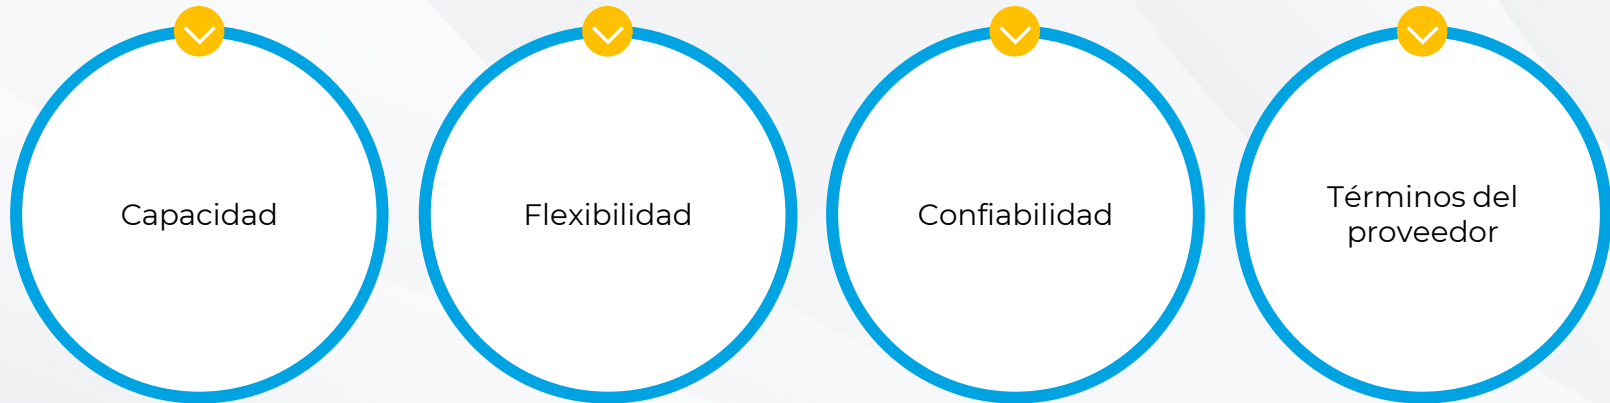 Capacidad
Flexibilidad
Confiabilidad
Términos del
proveedor